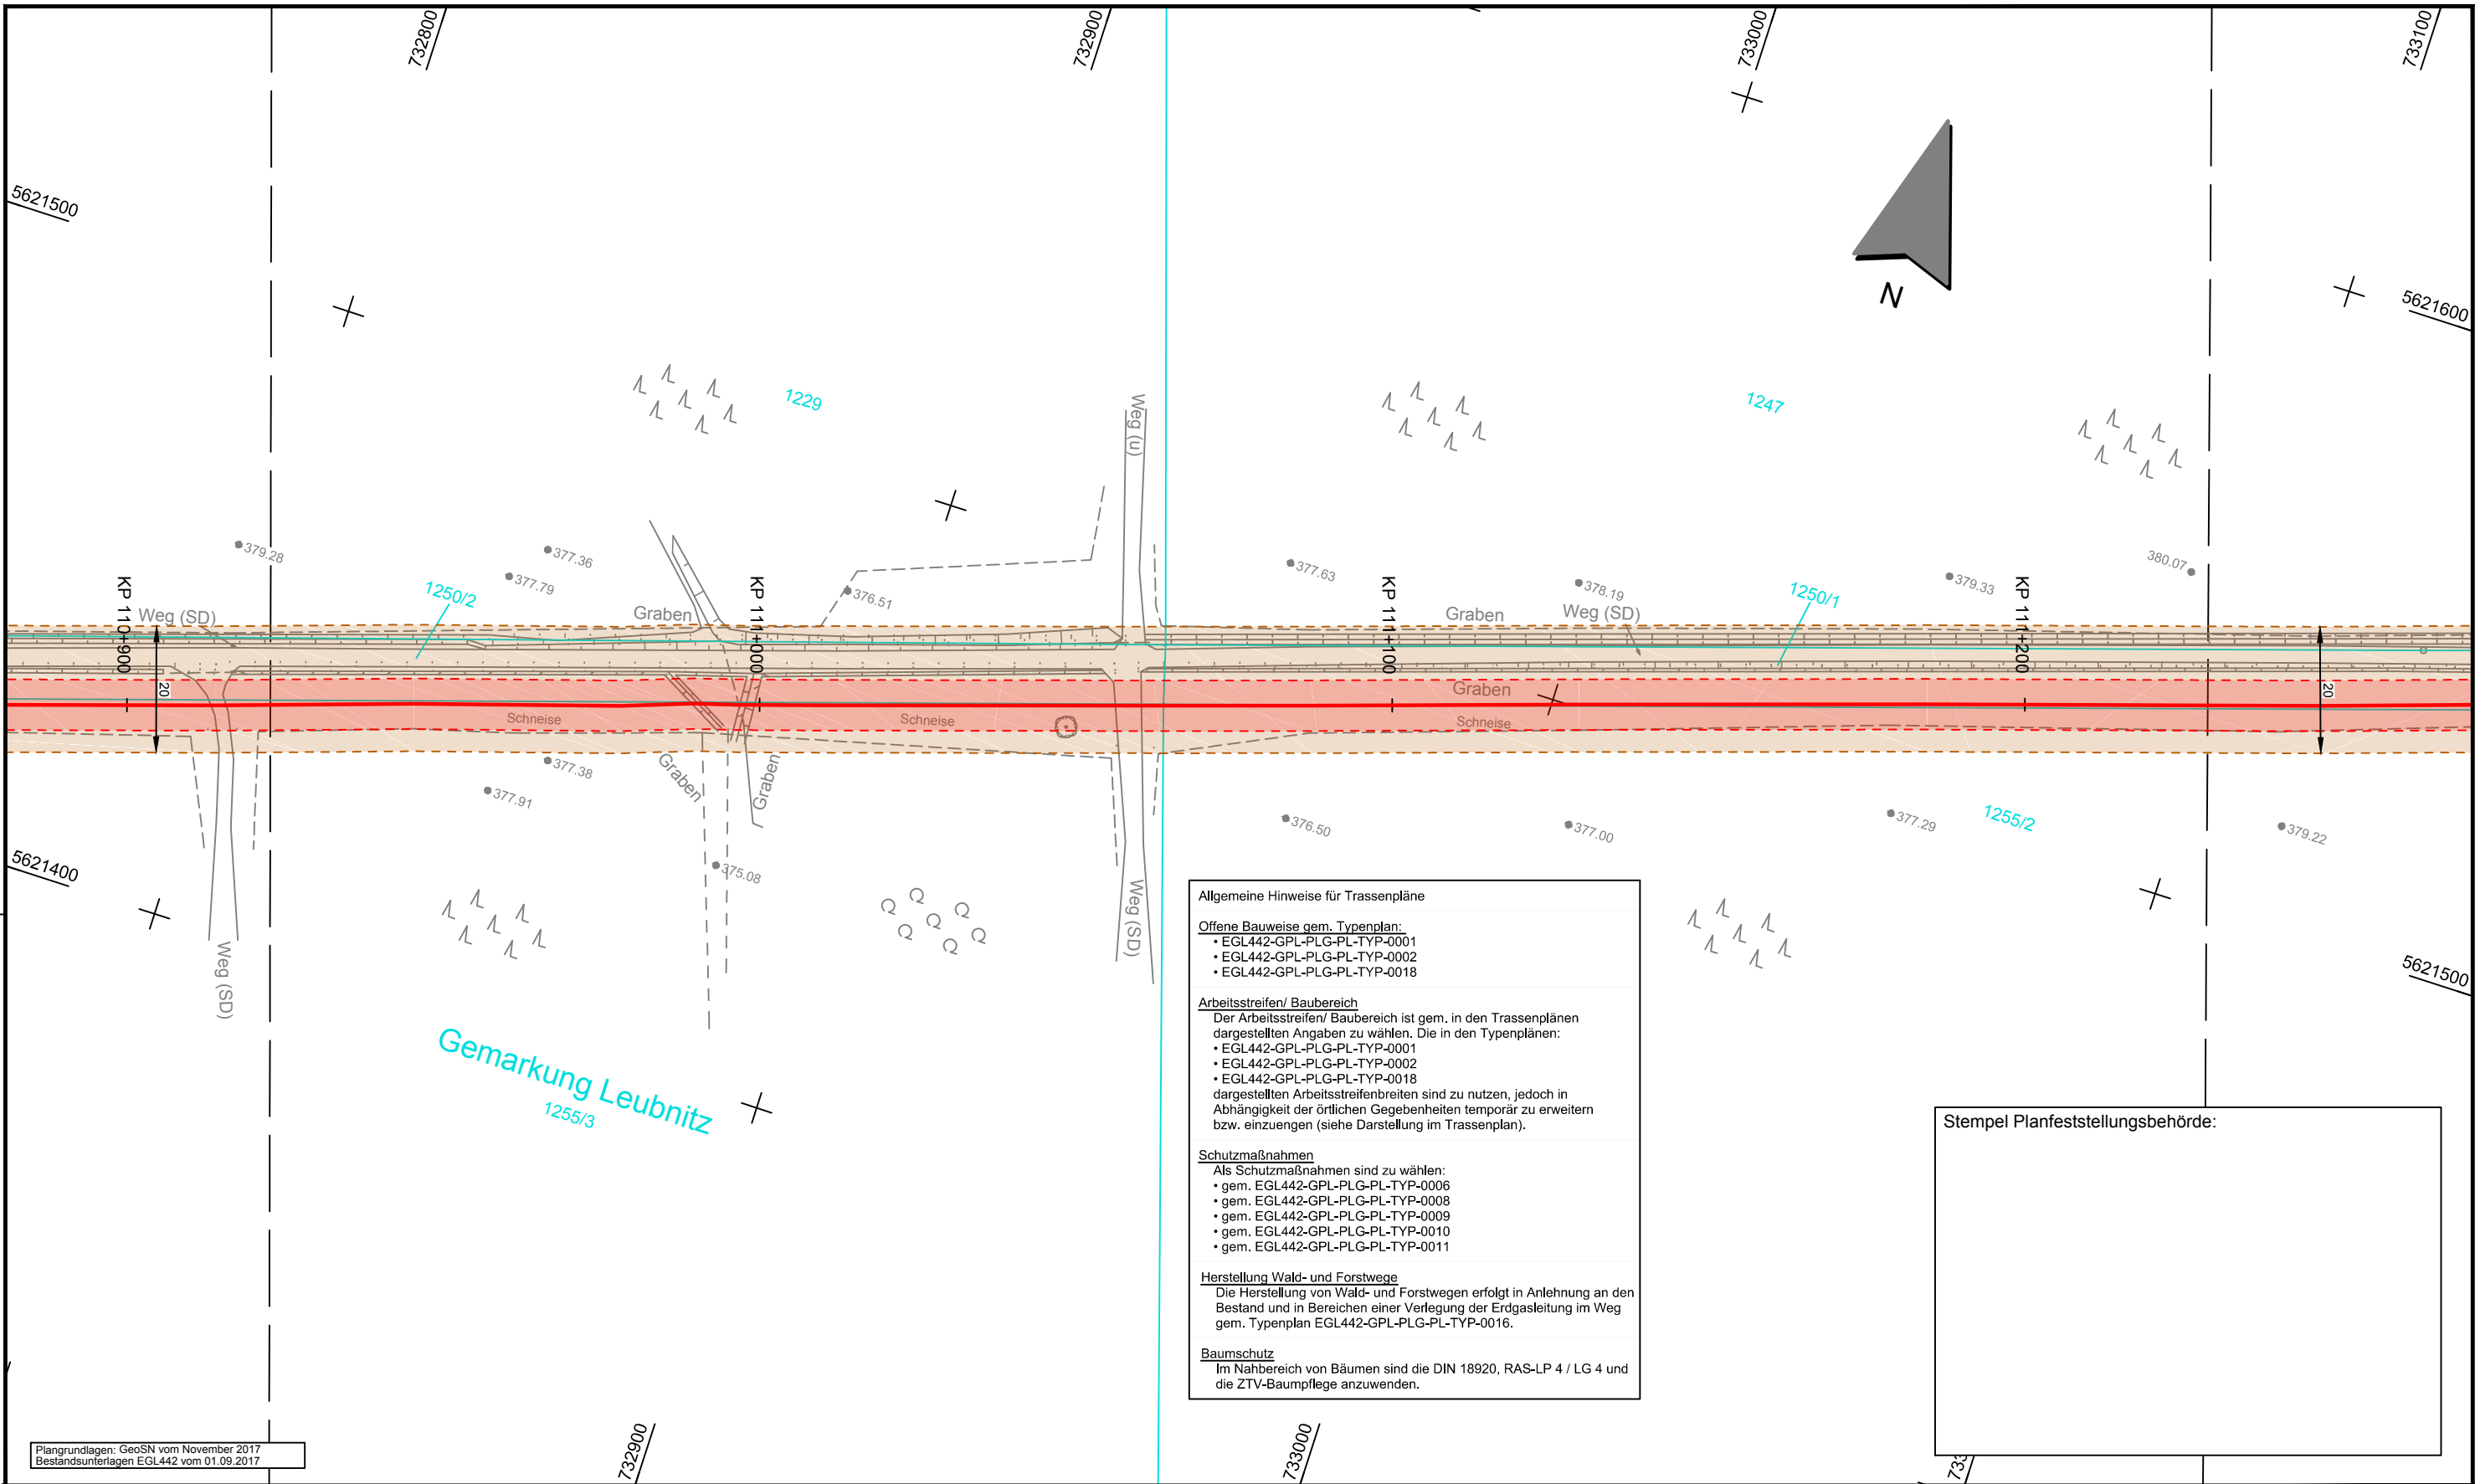 732800
732900
733000
733100
5621500
5621600
N
1229
1247
Weg (u)
379.28
377.36
377.79
376.51
377.63
378.19
379.33
380.07
KP 110+900
KP 111+000
KP 111+100
KP 111+200
Weg (SD)
1250/2
Graben
Graben
Weg (SD)
1250/1
20
20
Graben
Schneise
Schneise
Schneise
377.38
377.91
Graben
Graben
375.08
376.50
377.00
377.29
1255/2
379.22
5621400
5621500
Weg (SD)
Weg (SD)
Gemarkung Leubnitz
1255/3
Allgemeine Hinweise für Trassenpläne
Offene Bauweise gem. Typenplan:
• EGL442-GPL-PLG-PL-TYP-0001
• EGL442-GPL-PLG-PL-TYP-0002
• EGL442-GPL-PLG-PL-TYP-0018
Arbeitsstreifen/ Baubereich
Der Arbeitsstreifen/ Baubereich ist gem. in den Trassenplänen
dargestellten Angaben zu wählen. Die in den Typenplänen:
• EGL442-GPL-PLG-PL-TYP-0001
• EGL442-GPL-PLG-PL-TYP-0002
• EGL442-GPL-PLG-PL-TYP-0018
dargestellten Arbeitsstreifenbreiten sind zu nutzen, jedoch in
Abhängigkeit der örtlichen Gegebenheiten temporär zu erweitern
bzw. einzuengen (siehe Darstellung im Trassenplan).
Schutzmaßnahmen
Als Schutzmaßnahmen sind zu wählen:
• gem. EGL442-GPL-PLG-PL-TYP-0006
• gem. EGL442-GPL-PLG-PL-TYP-0008
• gem. EGL442-GPL-PLG-PL-TYP-0009
• gem. EGL442-GPL-PLG-PL-TYP-0010
• gem. EGL442-GPL-PLG-PL-TYP-0011
Herstellung Wald- und Forstwege
Die Herstellung von Wald- und Forstwegen erfolgt in Anlehnung an den
Bestand und in Bereichen einer Verlegung der Erdgasleitung im Weg
gem. Typenplan EGL442-GPL-PLG-PL-TYP-0016.
Baumschutz
Im Nahbereich von Bäumen sind die DIN 18920, RAS-LP 4 / LG 4 und
die ZTV-Baumpflege anzuwenden.
Stempel Planfeststellungsbehörde:
Plangrundlagen: GeoSN vom November 2017
Bestandsunterlagen EGL442 vom 01.09.2017
732900
733000